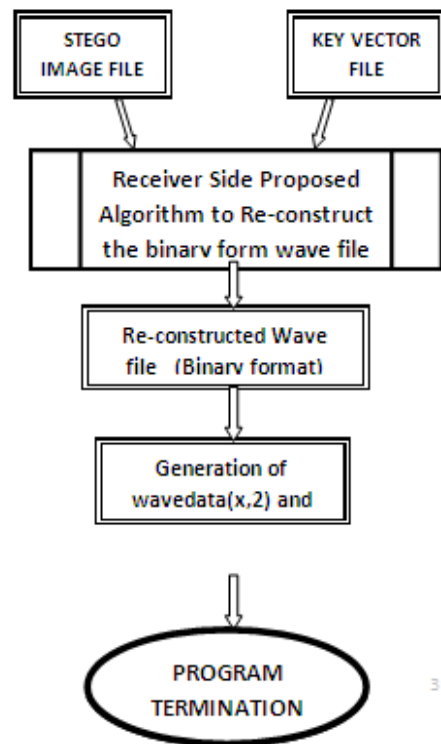 STEGO
IMAGE FILE
KEY VECTOR
FILE
Receiver Side Proposed
Algorithm to Re-construct
the binary form wave file
Re-constructed Wave
file (Binary format)
Generation of
wavedata(x,2) and
PROGRAM
TERMINATION
3